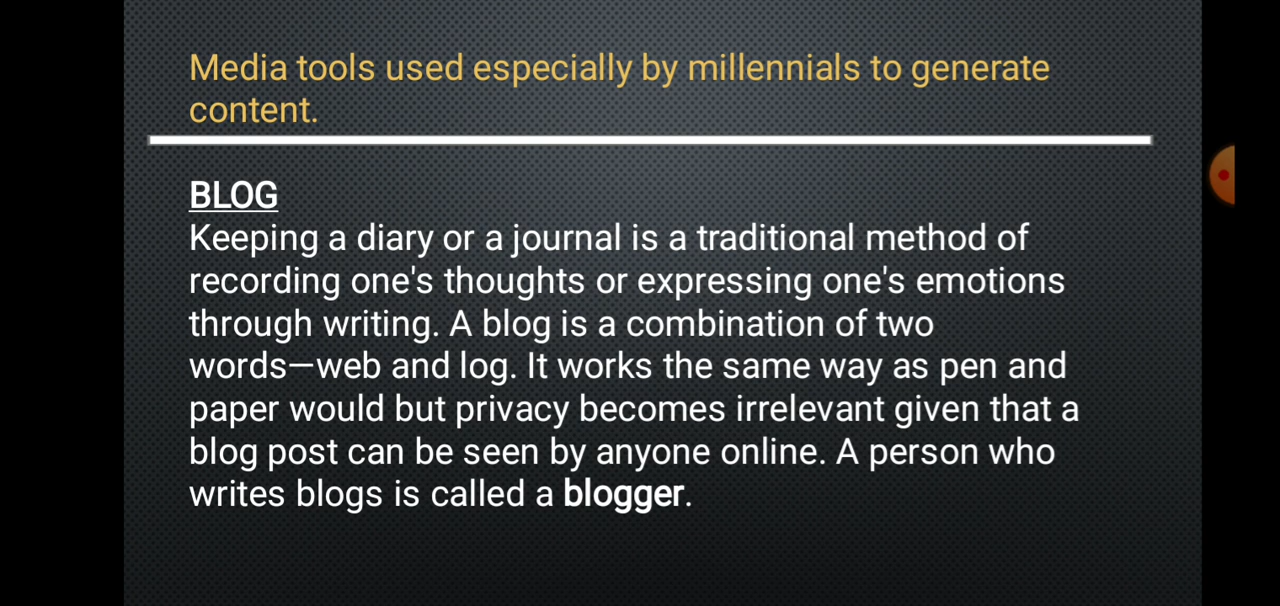 Media tools used especially by millennials to generate
content.
BLOG
Keeping a diary or a journal is a traditional method of
recording one's thoughts or expressing one's emotions
through writing. A blog is a combination of two
words—web and log. It works the same way as pen and
paper would but privacy becomes irrelevant given that a
blog post can be seen by anyone online. A person who
writes blogs is called a blogger.